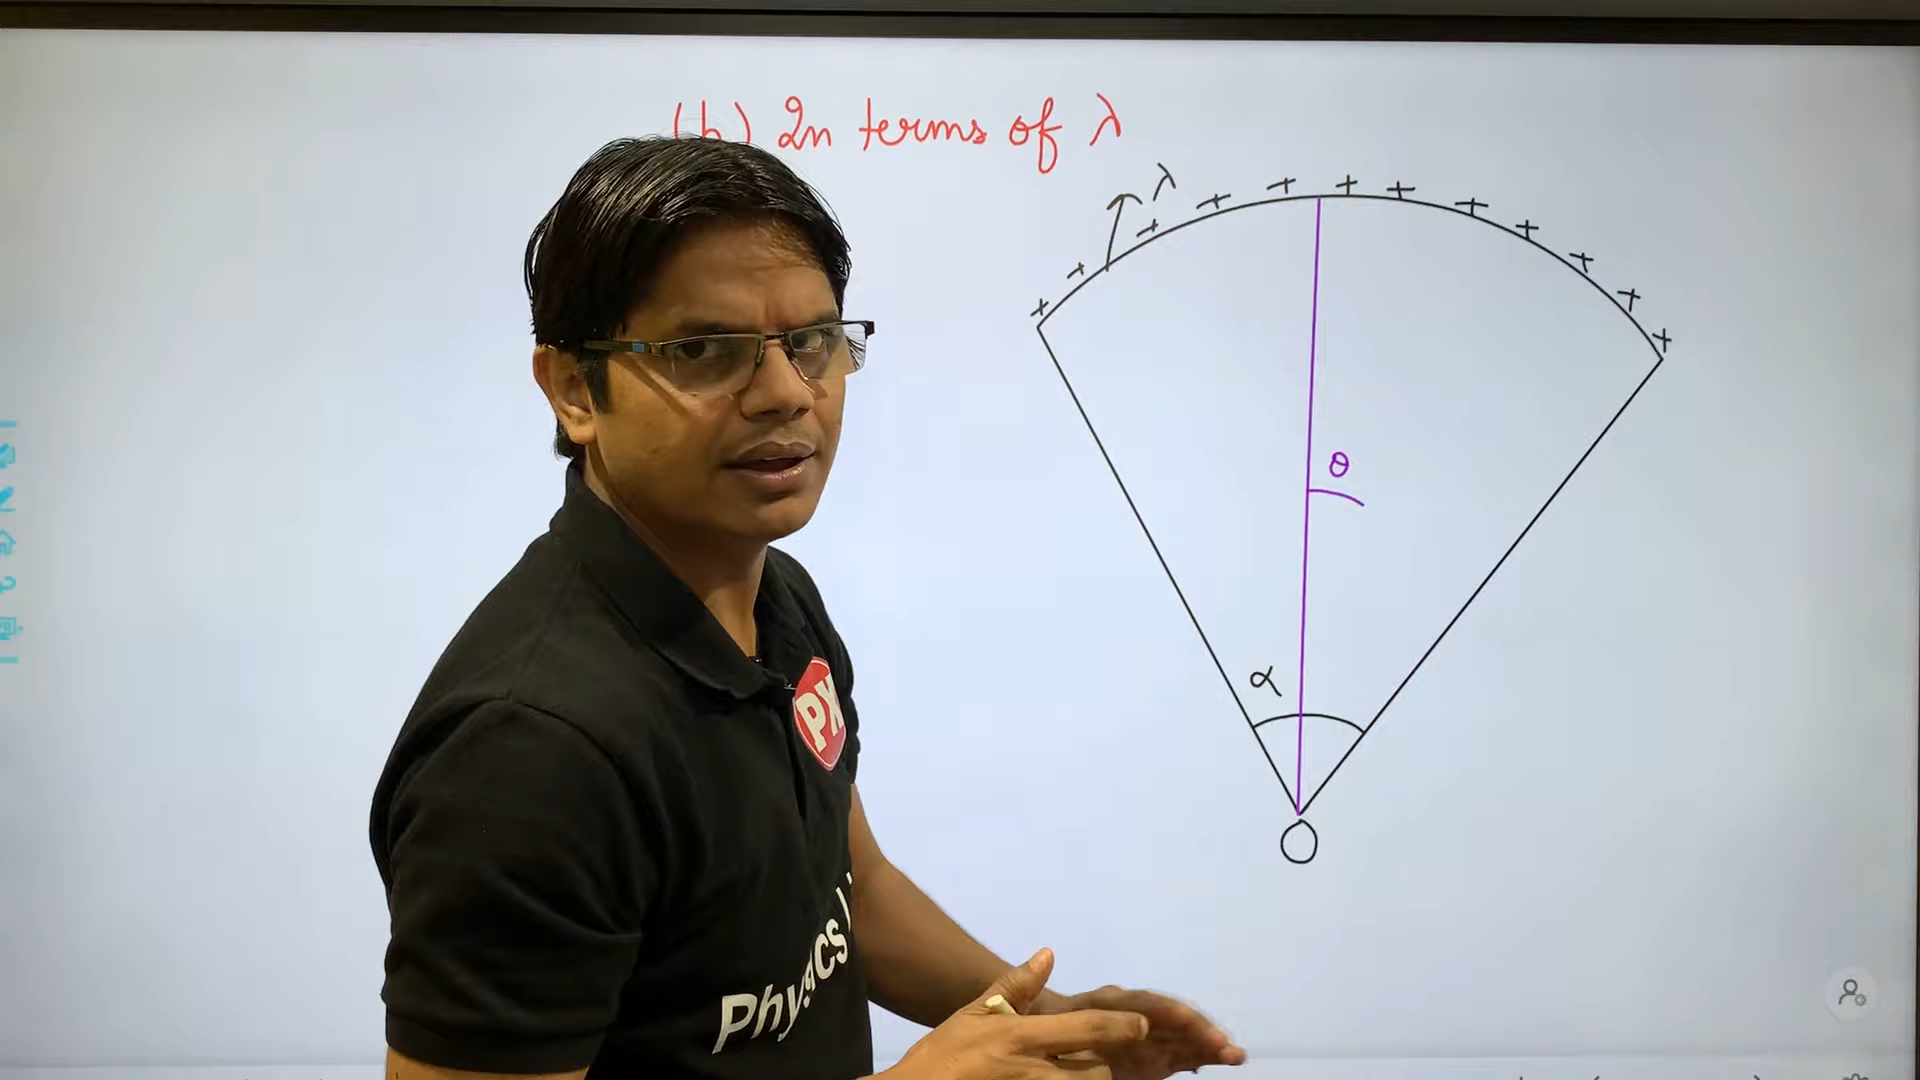 (b) In terms of λ
λ
+ + + + + + + + + + + +
θ
α
O
PX
Physics